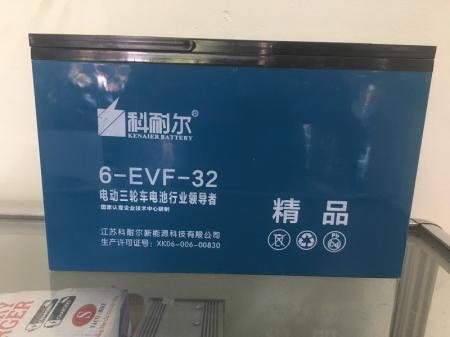 科耐尔®
KENAIER BATTERY
6-EVF-32
电动三轮车电池行业领导者
国家认定企业技术中心研制
精品
江苏科耐尔新能源科技有限公司
生产许可证号：XK06-006-00830
Pb
S